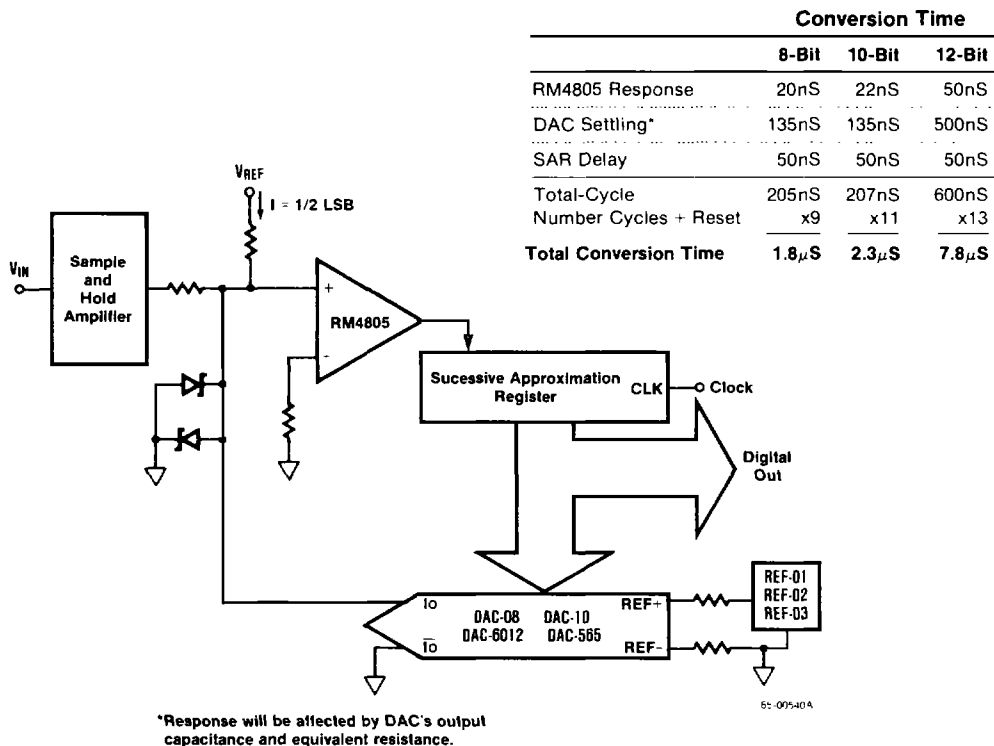 Conversion Time
8-Bit 10-Bit 12-Bit
RM4805 Response 20nS 22nS 50nS
DAC Settling* 135nS 135nS 500nS
SAR Delay 50nS 50nS 50nS
Total-Cycle 205nS 207nS 600nS
Number Cycles + Reset x9 x11 x13
Total Conversion Time 1.8μS 2.3μS 7.8μS
VREF
I = 1/2 LSB
VIN
Sample
and
Hold
Amplifier
+
RM4805
-
Sucessive Approximation
Register
CLK
Clock
Digital
Out
Io
Io
DAC-08 DAC-10
DAC-6012 DAC-565
REF+
REF-
REF-01
REF-02
REF-03
65-00540A
*Response will be affected by DAC's output
capacitance and equivalent resistance.